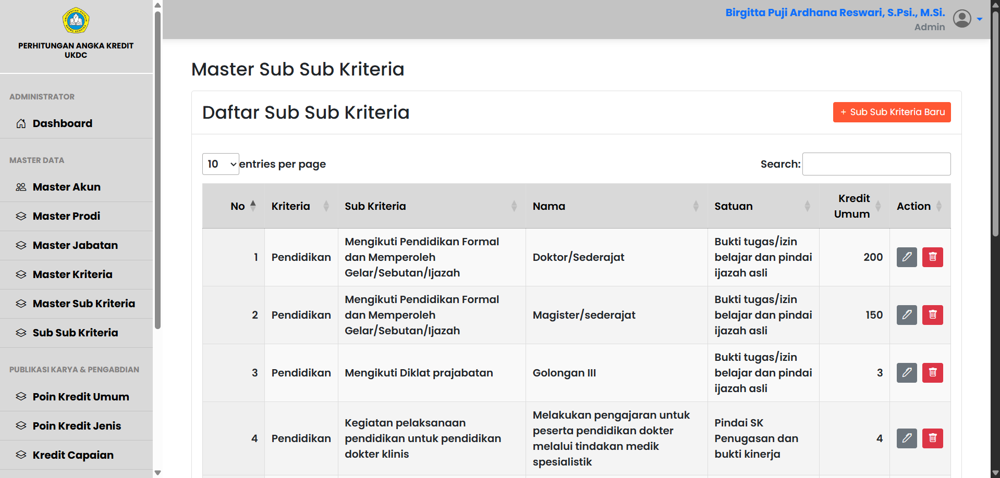 PERHITUNGAN ANGKA KREDIT
UKDC
ADMINISTRATOR
Dashboard
MASTER DATA
Master Akun
Master Prodi
Master Jabatan
Master Kriteria
Master Sub Kriteria
Sub Sub Kriteria
PUBLIKASI KARYA & PENGABDIAN
Poin Kredit Umum
Poin Kredit Jenis
Kredit Capaian
Birgitta Puji Ardhana Reswari, S.Psi., M.Si.
Admin
Master Sub Sub Kriteria
Daftar Sub Sub Kriteria
+ Sub Sub Kriteria Baru
10 entries per page
Search:
No
Kriteria
Sub Kriteria
Nama
Satuan
Kredit
Umum
Action
1
Pendidikan
Mengikuti Pendidikan Formal
dan Memperoleh
Gelar/Sebutan/Ijazah
Doktor/Sederajat
Bukti tugas/izin
belajar dan pindai
ijazah asli
200
2
Pendidikan
Mengikuti Pendidikan Formal
dan Memperoleh
Gelar/Sebutan/Ijazah
Magister/sederajat
Bukti tugas/izin
belajar dan pindai
ijazah asli
150
3
Pendidikan
Mengikuti Diklat prajabatan
Golongan III
Bukti tugas/izin
belajar dan pindai
ijazah asli
3
4
Pendidikan
Kegiatan pelaksanaan
pendidikan untuk pendidikan
dokter klinis
Melakukan pengajaran untuk
peserta pendidikan dokter
melalui tindakan medik
spesialistik
Pindai SK
Penugasan dan
bukti kinerja
4